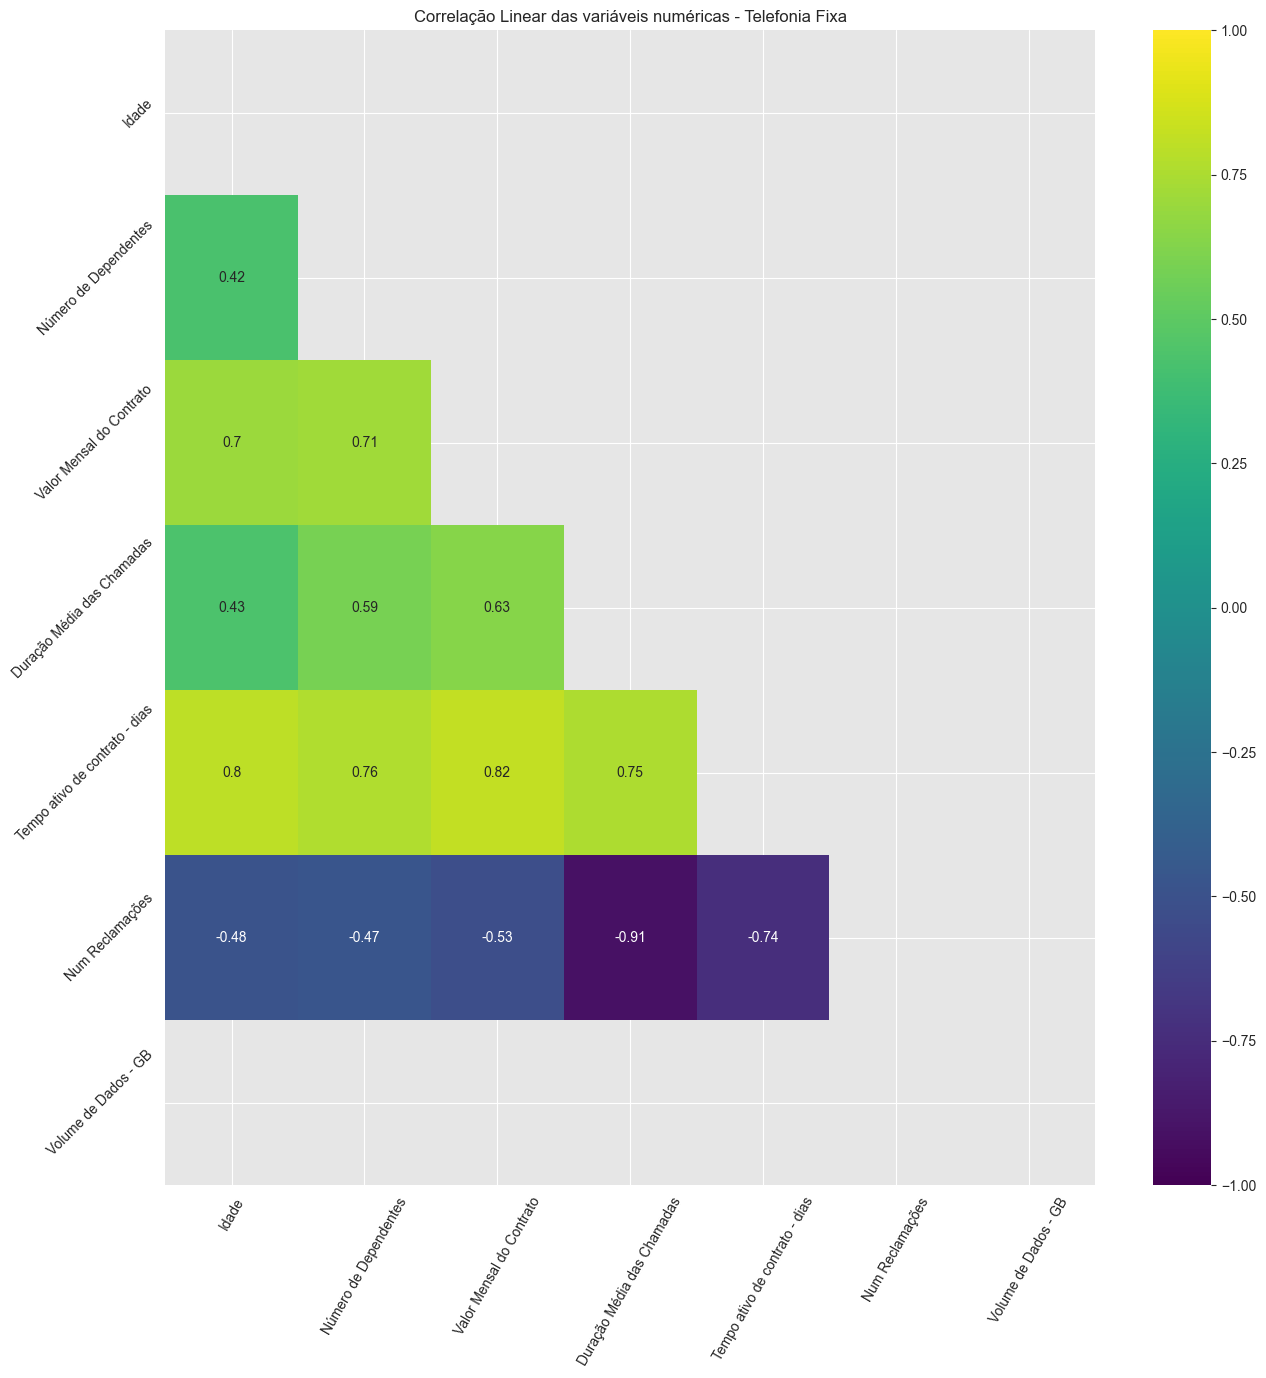 Correlação Linear das variáveis numéricas - Telefonia Fixa
Idade
Número de Dependentes
0.42
Valor Mensal do Contrato
0.7 0.71
Duração Média das Chamadas
0.43 0.59 0.63
Tempo ativo de contrato - dias
0.8 0.76 0.82 0.75
Num Reclamações
-0.48 -0.47 -0.53 -0.91 -0.74
Volume de Dados - GB
Idade
Número de Dependentes
Valor Mensal do Contrato
Duração Média das Chamadas
Tempo ativo de contrato - dias
Num Reclamações
Volume de Dados - GB
1.00
0.75
0.50
0.25
0.00
−0.25
−0.50
−0.75
−1.00